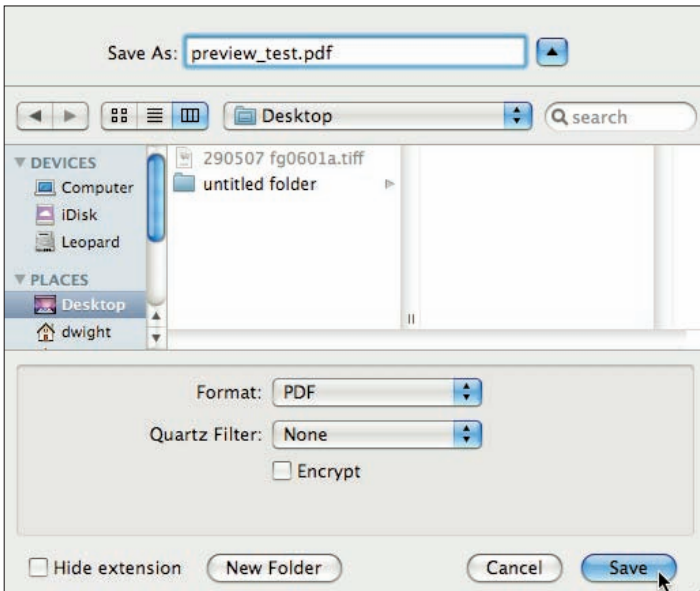 Save As: preview_test.pdf
Desktop
search
DEVICES
Computer
iDisk
Leopard
PLACES
Desktop
dwight
290507 fg0601a.tiff
untitled folder
Format: PDF
Quartz Filter: None
Encrypt
Hide extension
New Folder
Cancel
Save